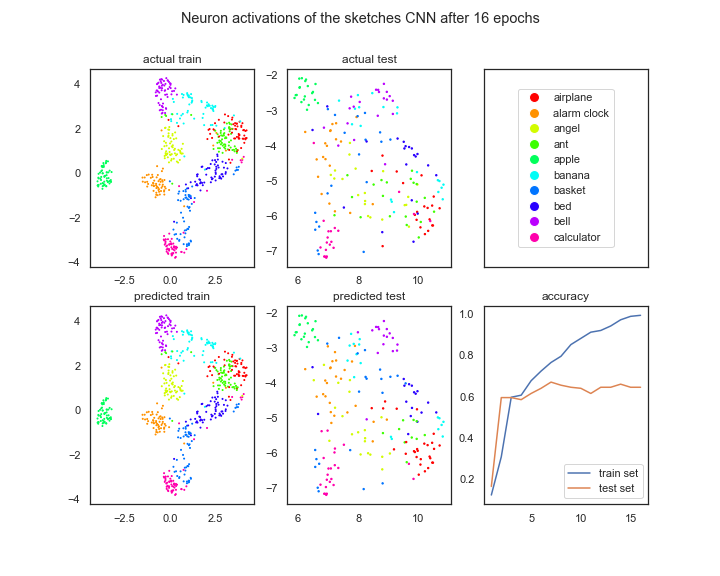 Neuron activations of the sketches CNN after 16 epochs
actual train
4
2
0
−2
−4
−2.5 0.0 2.5
actual test
−2
−3
−4
−5
−6
−7
6 8 10
airplane
alarm clock
angel
ant
apple
banana
basket
bed
bell
calculator
predicted train
4
2
0
−2
−4
−2.5 0.0 2.5
predicted test
−2
−3
−4
−5
−6
−7
6 8 10
accuracy
1.0
0.8
0.6
0.4
0.2
train set
test set
5 10 15